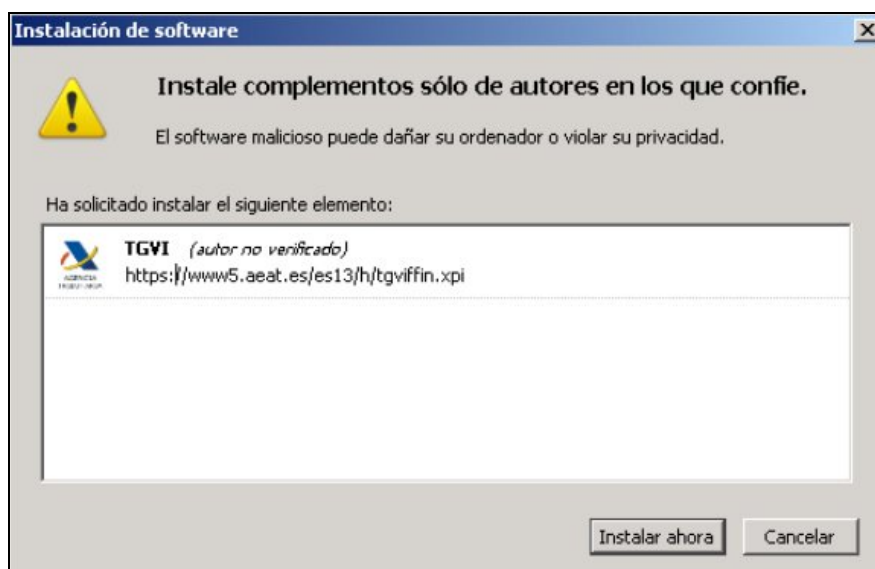 Instalación de software
Instale complementos sólo de autores en los que confíe.
El software malicioso puede dañar su ordenador o violar su privacidad.
Ha solicitado instalar el siguiente elemento:
TGVI (autor no verificado)
https://www5.aeat.es/es13/h/tgviffin.xpi
AGENCIA
TRIBUTARIA
Instalar ahora
Cancelar